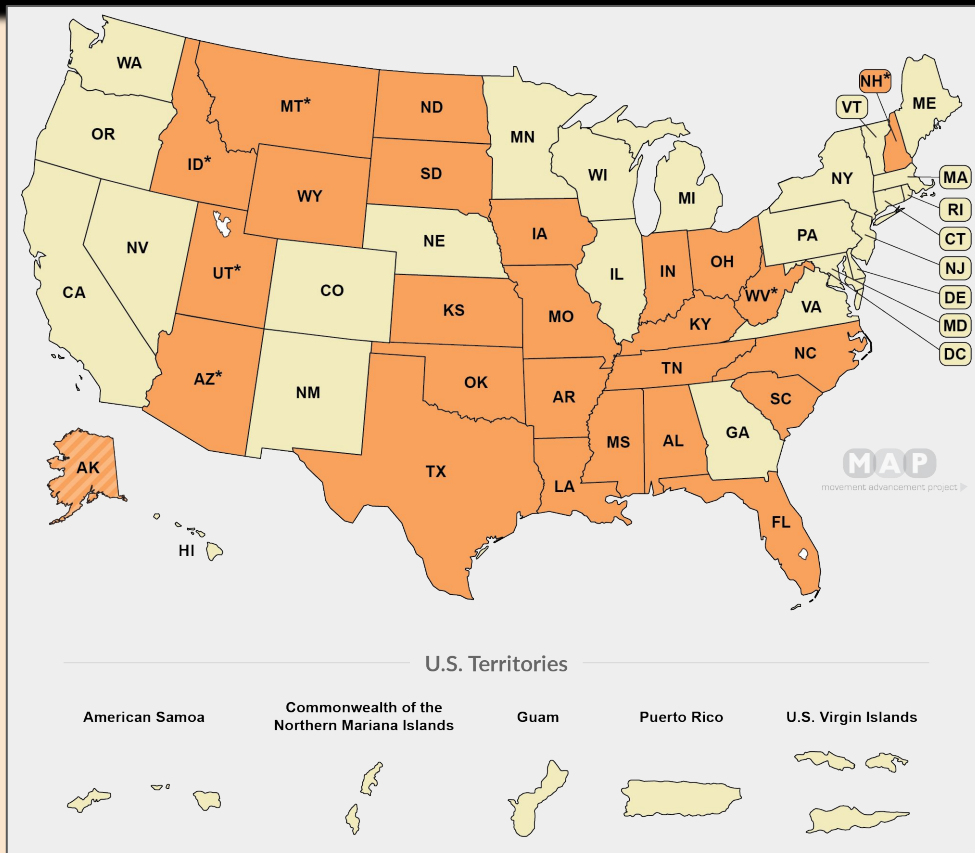 WA
MT*
ND
MN
VT
NH*
ME
OR
ID*
SD
WI
MI
NY
MA
WY
RI
IA
PA
CT
NV
NE
NJ
UT*
CO
IL
IN
OH
WV*
DE
CA
KS
MO
KY
VA
MD
DC
AZ*
NM
OK
AR
TN
NC
SC
MS
AL
GA
TX
LA
AK
MAP
movement advancement project
FL
HI
U.S. Territories
American Samoa
Commonwealth of the
Northern Mariana Islands
Guam
Puerto Rico
U.S. Virgin Islands